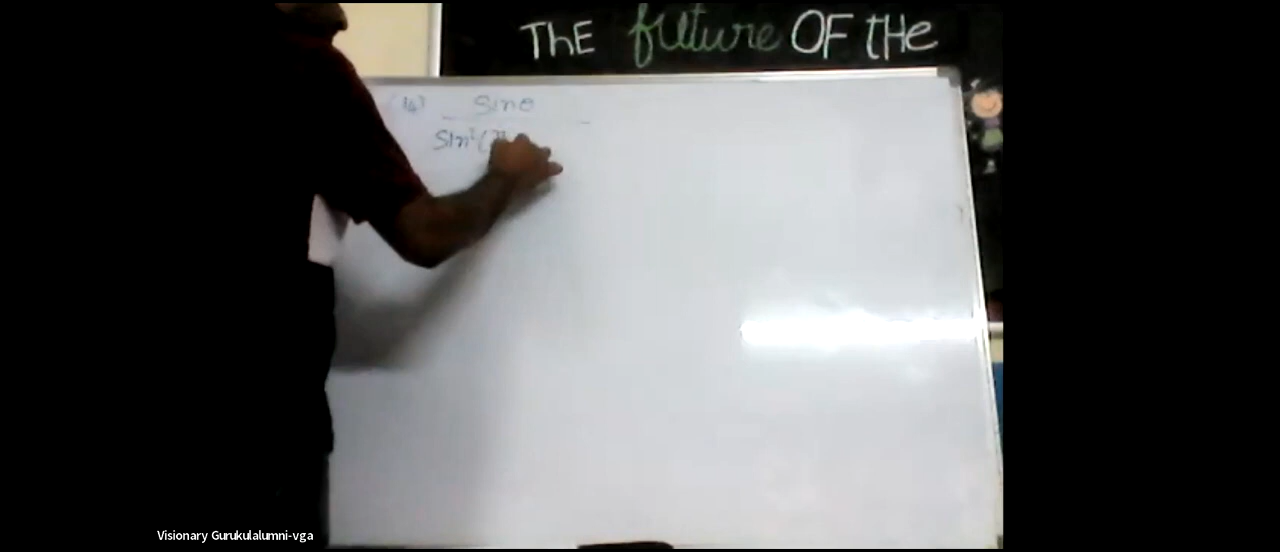 THE future OF tHe
Sinθ
Sin²(
Visionary Gurukulalumni-vga